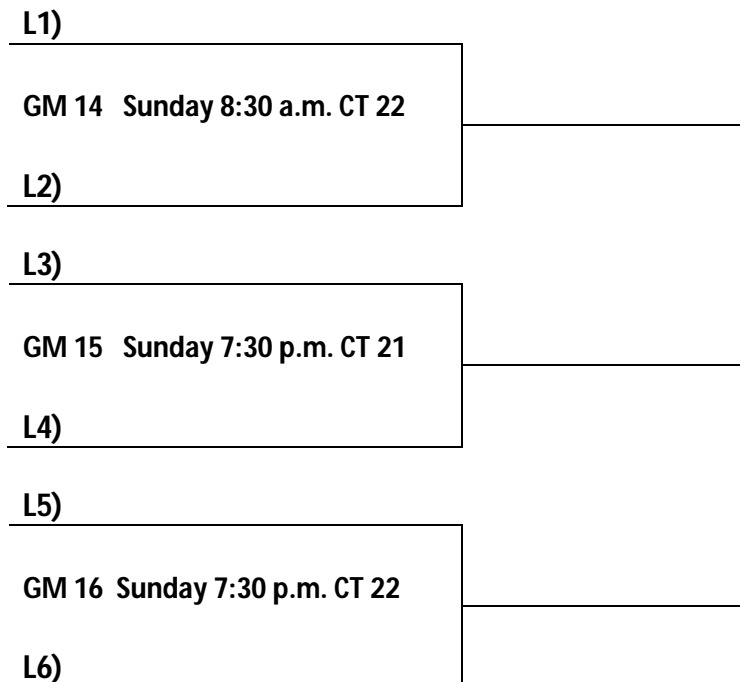 L1)
GM 14 Sunday 8:30 a.m. CT 22
L2)
L3)
GM 15 Sunday 7:30 p.m. CT 21
L4)
L5)
GM 16 Sunday 7:30 p.m. CT 22
L6)